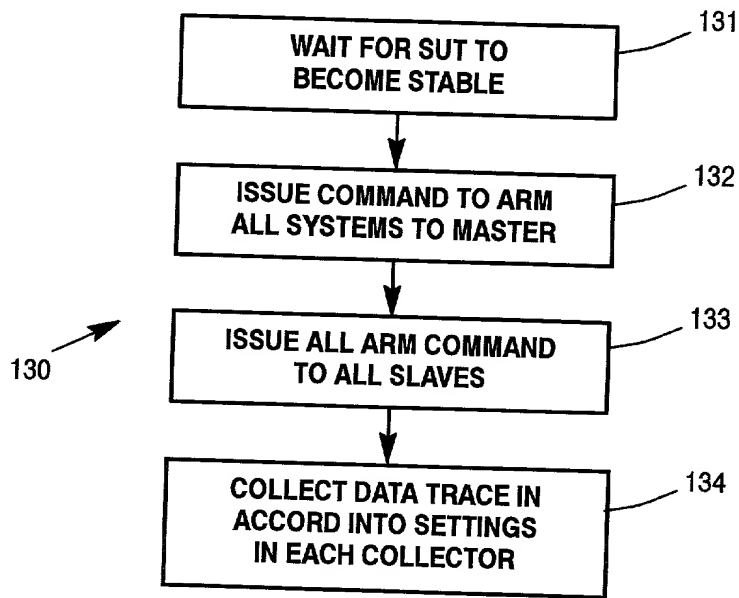 WAIT FOR SUT TO
BECOME STABLE
131
ISSUE COMMAND TO ARM
ALL SYSTEMS TO MASTER
132
ISSUE ALL ARM COMMAND
TO ALL SLAVES
133
130
COLLECT DATA TRACE IN
ACCORD INTO SETTINGS
IN EACH COLLECTOR
134